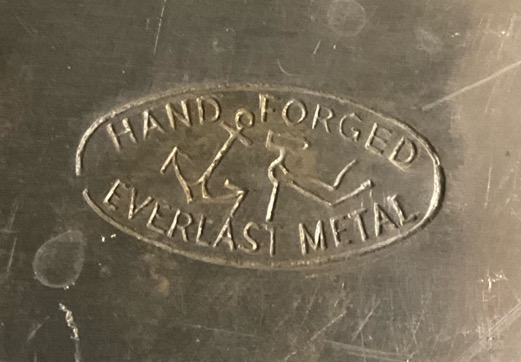 HAND FORGED
EVERLAST METAL